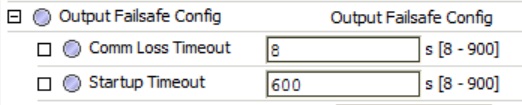 Output Failsafe Config Output Failsafe Config
Comm Loss Timeout 8 s [8 - 900]
Startup Timeout 600 s [8 - 900]